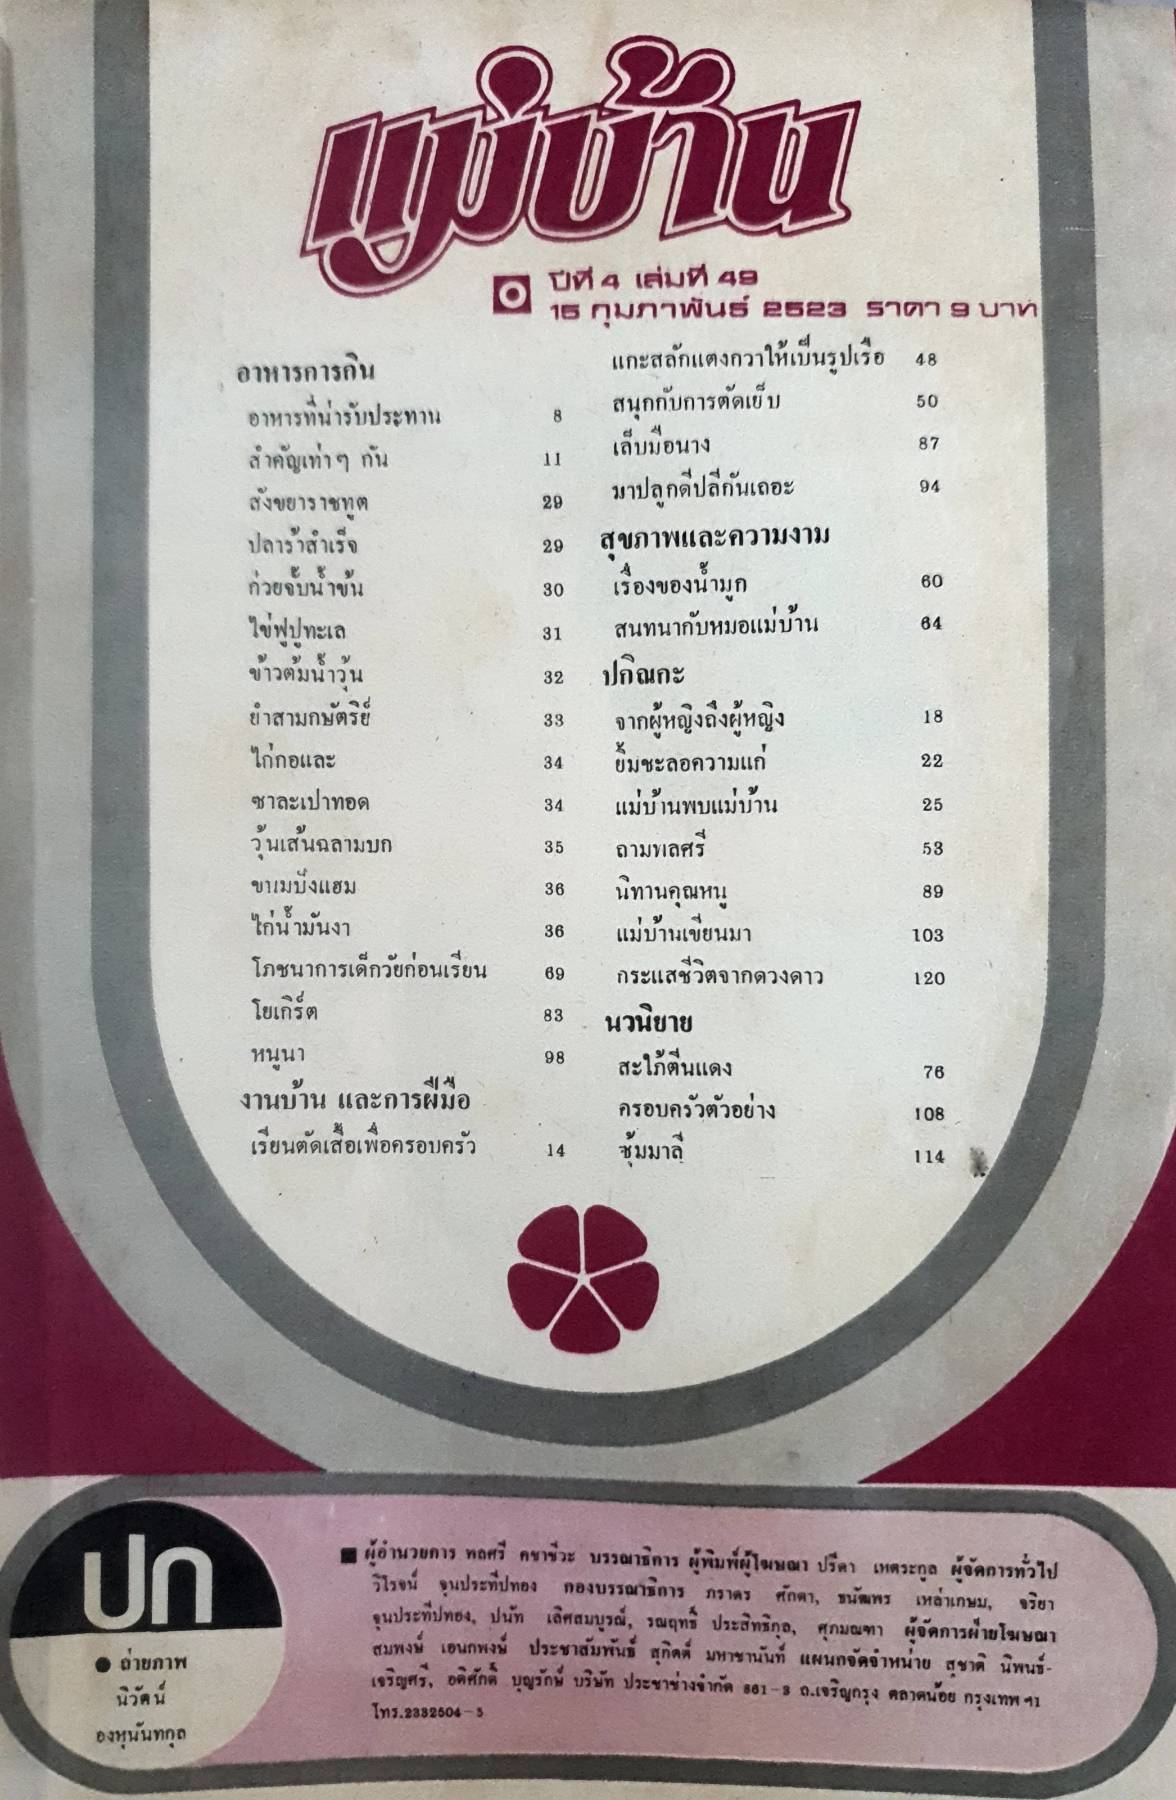 แม่บ้าน
ปีที่ 4 เล่มที่ 49
15 กุมภาพันธ์ 2523 ราคา 9 บาท
อาหารการกิน
อาหารที่น่ารับประทาน 8
สำคัญเท่าๆ กัน 11
สังขยาราชทูต 29
ปลาร้าสำเร็จ 29
ก่วยจั๊บน้ำข้น 30
ไข่ฟูปูทะเล 31
ข้าวต้มน้ำวุ้น 32
ยำสามกษัตริย์ 33
ไก่กอและ 34
ซาละเปาทอด 34
วุ้นเส้นฉลามบก 35
ขนมปังแฮม 36
ไก่น้ำมันงา 36
โภชนาการเด็กวัยก่อนเรียน 69
โยเกิร์ต 83
หนูนา 98
งานบ้าน และการฝีมือ
เรียนตัดเสื้อเพื่อครอบครัว 14
แกะสลักแตงกวาให้เป็นรูปเรือ 48
สนุกกับการตัดเย็บ 50
เล็บมือนาง 87
มาปลูกดีปลีกันเถอะ 94
สุขภาพและความงาม
เรื่องของน้ำมูก 60
สนทนากับหมอแม่บ้าน 64
ปกิณกะ
จากผู้หญิงถึงผู้หญิง 18
ยิ้มชะลอความแก่ 22
แม่บ้านพบแม่บ้าน 25
ถามพลศรี 53
นิทานคุณหนู 89
แม่บ้านเขียนมา 103
กระแสชีวิตจากดวงดาว 120
นวนิยาย
สะใภ้ตีนแดง 76
ครอบครัวตัวอย่าง 108
ซุ้มมาลี 114
ปก
● ถ่ายภาพ
นิวัตน์
องหุนันทกุล
■ ผู้อำนวยการ พลศรี คชาชีวะ บรรณาธิการ ผู้พิมพ์ผู้โฆษณา ปรีดา เหตระกูล ผู้จัดการทั่วไป
วิโรจน์ จุนประทีปทอง กองบรรณาธิการ ภราดร ศักดา, ชนัฒพร เหล่าเกษม, จริยา
จุนประทีปทอง, ปนัท เลิศสมบูรณ์, รณฤทธิ์ ประสิทธิกุล, ศุภมณฑา ผู้จัดการฝ่ายโฆษณา
สมพงษ์ เอนกพงษ์ ประชาสัมพันธ์ สุกิตต์ มหาชานันท์ แผนกจัดจำหน่าย สุชาติ นิพนธ์-
เจริญศรี, อดิศักดิ์ บุญรักษ์ บริษัท ประชาช่างจำกัด 861-3 ถ.เจริญกรุง ตลาดน้อย กรุงเทพ ฯ1
โทร.2332504-5